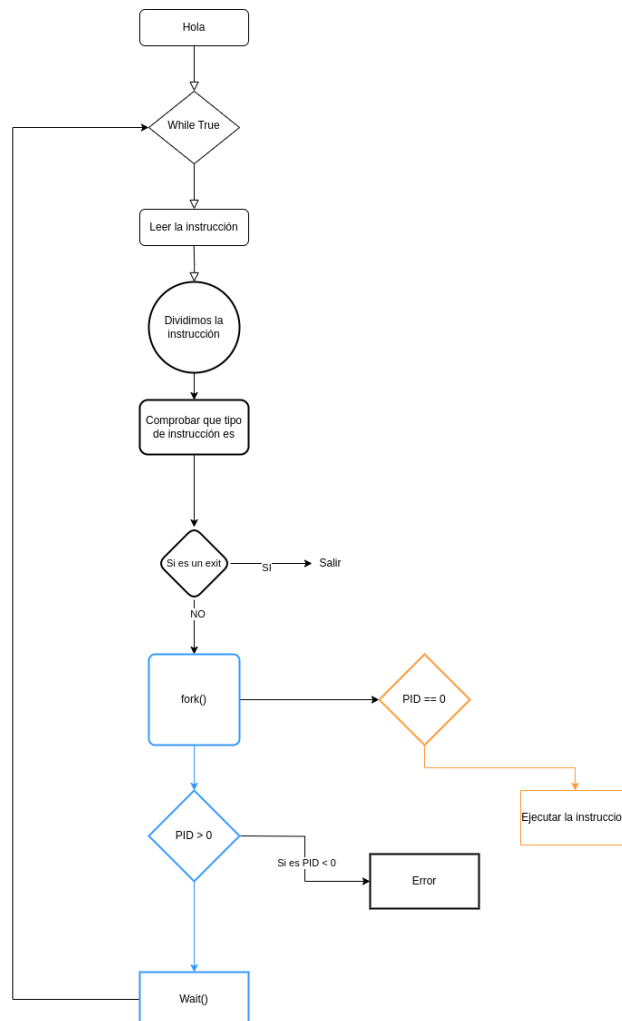 Hola
While True
Leer la instrucción
Dividimos la
instrucción
Comprobar que tipo
de instrucción es
Si es un exit
SI
Salir
NO
fork()
PID == 0
Ejecutar la instruccio
PID > 0
Si es PID < 0
Error
Wait()